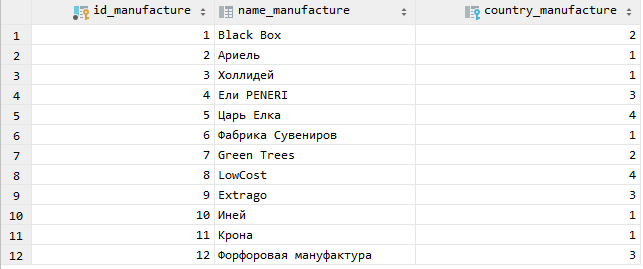 id_manufacture name_manufacture country_manufacture
1 1 Black Box 2
2 2 Ариель 1
3 3 Холлидей 1
4 4 Ели PENERI 3
5 5 Царь Елка 4
6 6 Фабрика Сувениров 1
7 7 Green Trees 2
8 8 LowCost 4
9 9 Extrago 3
10 10 Иней 1
11 11 Крона 1
12 12 Форфоровая мануфактура 3